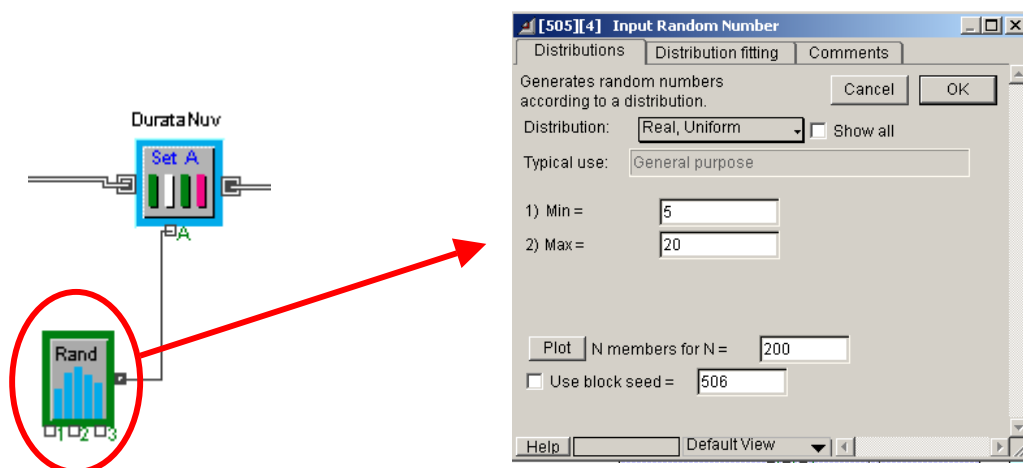 DurataNuv
Set A
A
Rand
1 2 3
[505][4] Input Random Number
Distributions Distribution fitting Comments
Generates random numbers
according to a distribution.
Cancel OK
Distribution: Real, Uniform Show all
Typical use: General purpose
1) Min = 5
2) Max = 20
Plot N members for N = 200
Use block seed = 506
Help Default View